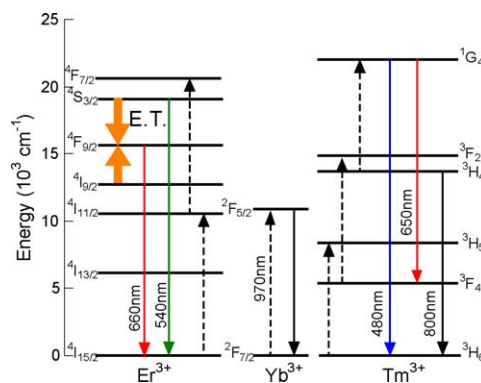 25
20
15
10
5
0
Energy (10³ cm⁻¹)
⁴F₇/₂
⁴S₃/₂
E.T.
⁴F₉/₂
⁴I₉/₂
⁴I₁₁/₂
⁴I₁₃/₂
⁴I₁₅/₂
660nm
540nm
Er³⁺
²F₅/₂
970nm
²F₇/₂
Yb³⁺
¹G₄
³F₂
³H₄
³H₅
³F₄
³H₆
650nm
480nm
800nm
Tm³⁺